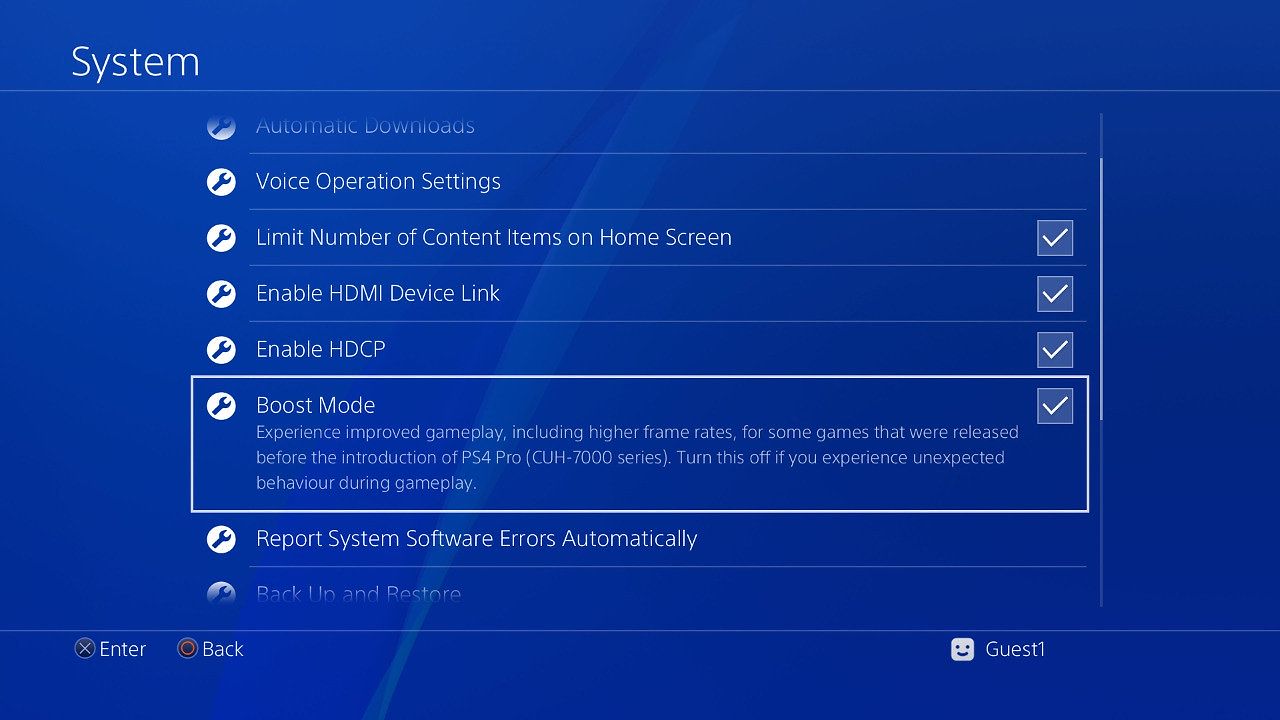 System
Automatic Downloads
Voice Operation Settings
Limit Number of Content Items on Home Screen
Enable HDMI Device Link
Enable HDCP
Boost Mode
Experience improved gameplay, including higher frame rates, for some games that were released
before the introduction of PS4 Pro (CUH-7000 series). Turn this off if you experience unexpected
behaviour during gameplay.
Report System Software Errors Automatically
Back Up and Restore
Enter Back Guest1